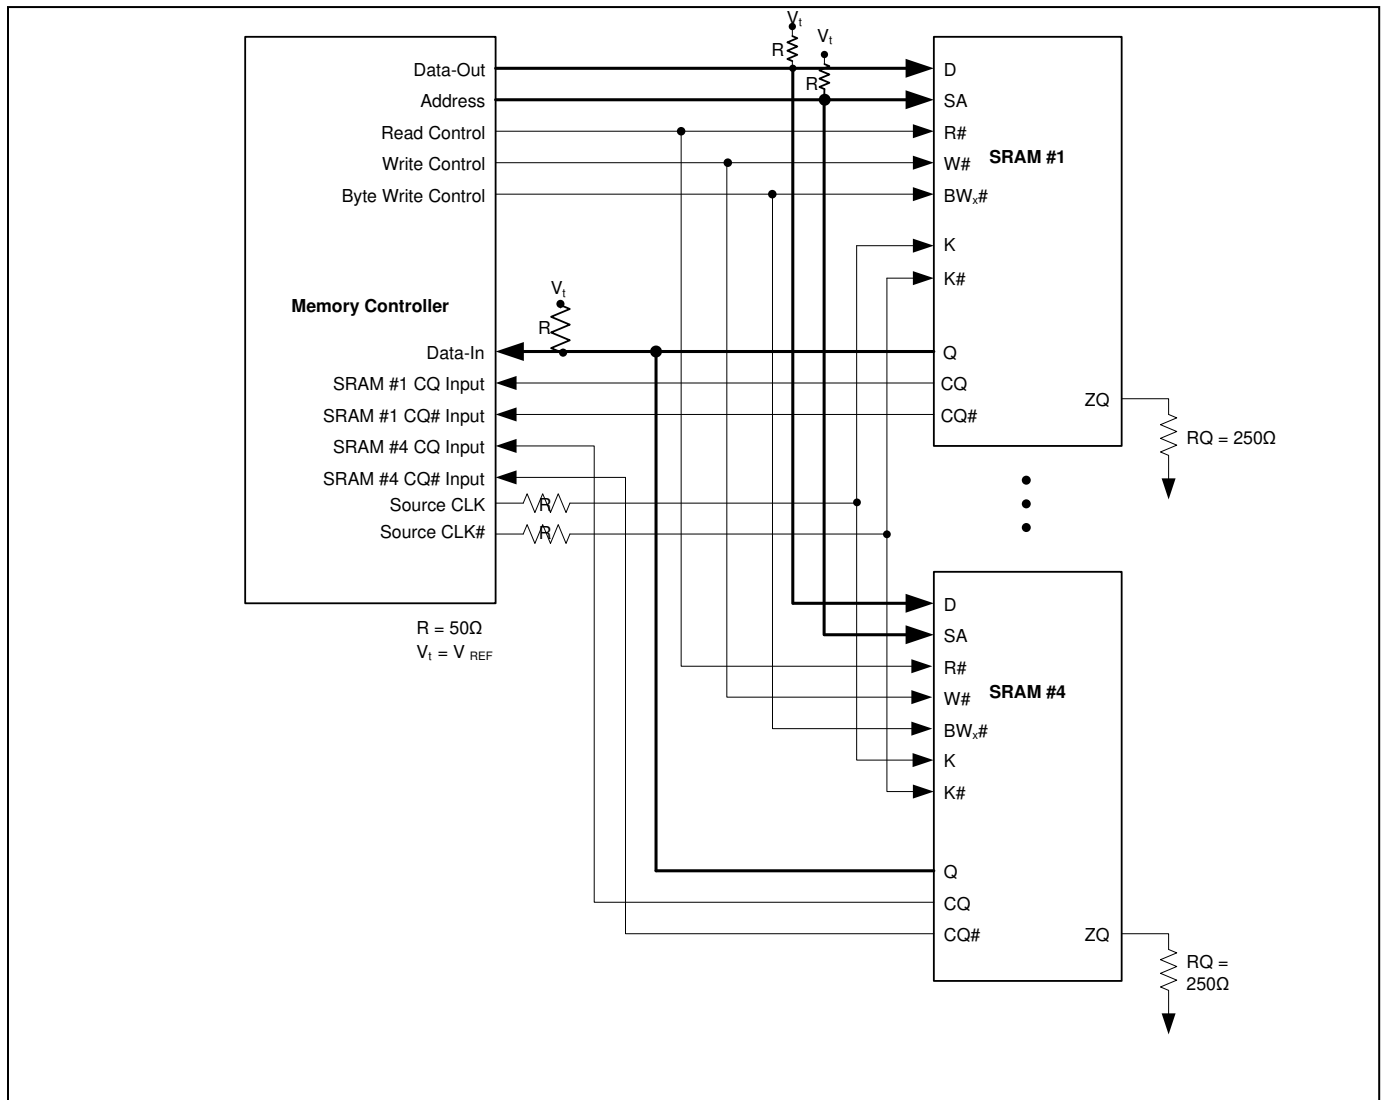 Vt
Vt
R
R
Data-Out
Address
Read Control
Write Control
Byte Write Control
Memory Controller
Vt
R
Data-In
SRAM #1 CQ Input
SRAM #1 CQ# Input
SRAM #4 CQ Input
SRAM #4 CQ# Input
Source CLK
R
Source CLK#
R
R = 50Ω
Vt = V REF
D
SA
R#
SRAM #1
W#
BWx#
K
K#
Q
CQ
CQ#
ZQ
RQ = 250Ω
D
SA
R#
SRAM #4
W#
BWx#
K
K#
Q
CQ
CQ#
ZQ
RQ =
250Ω